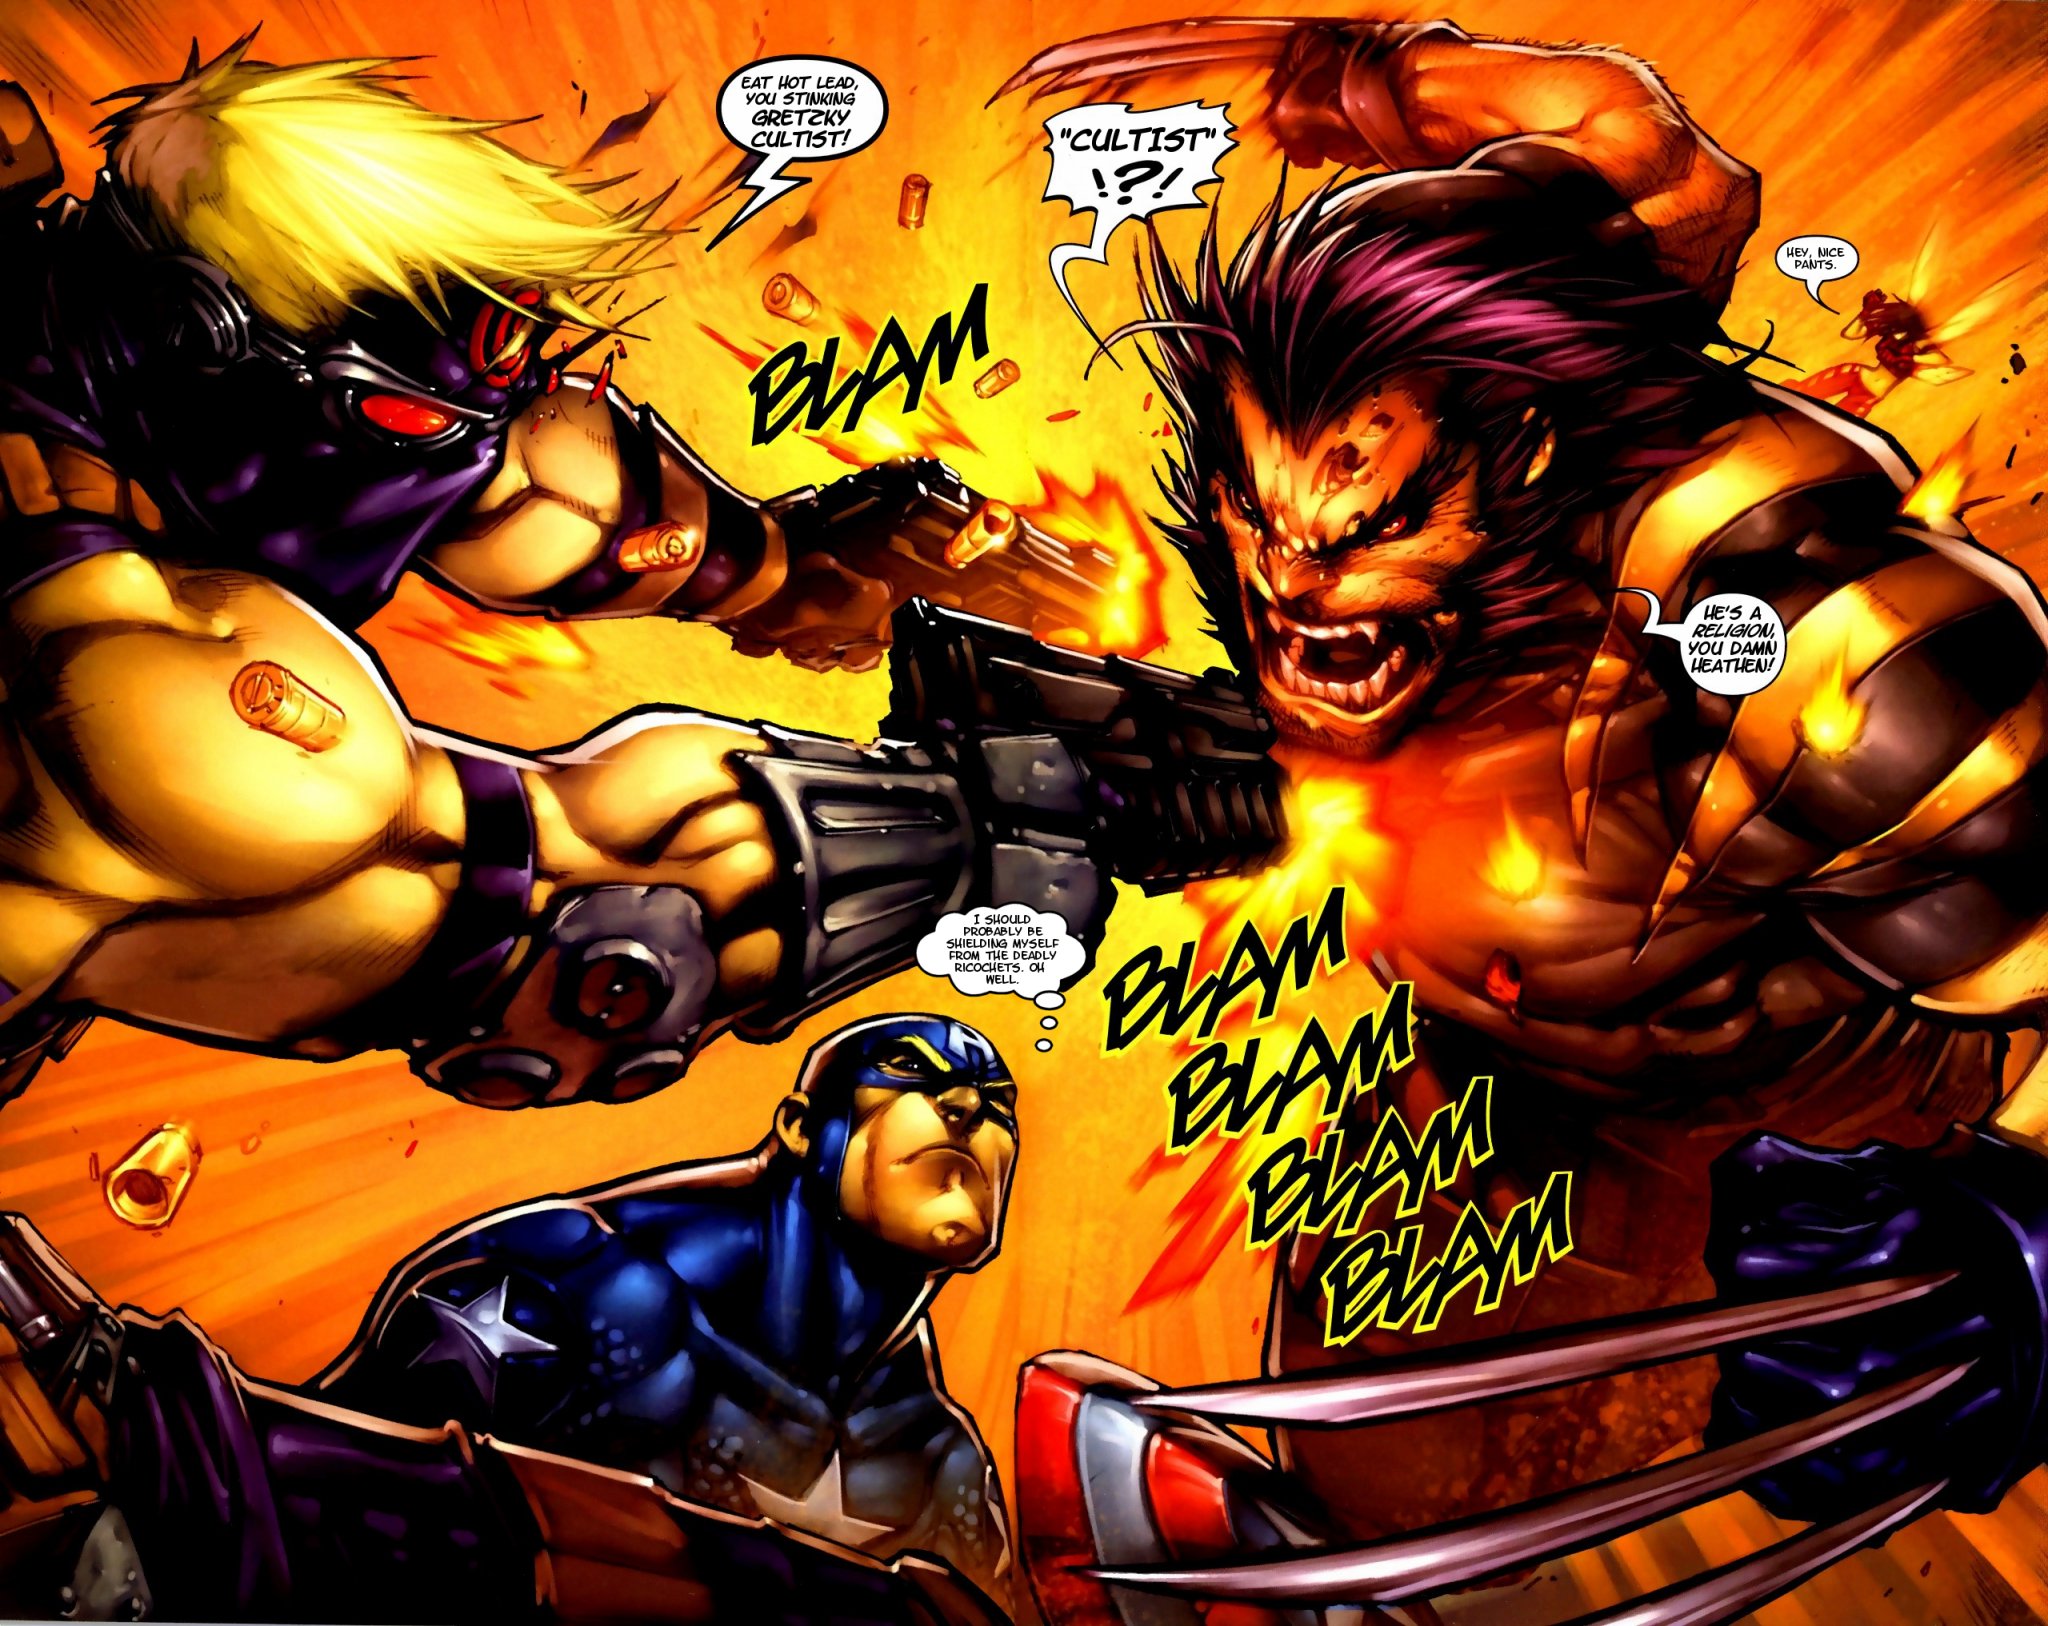 EAT HOT LEAD,
YOU STINKING
GRETZKY
CULTIST!
"CULTIST"
!?!
HEY, NICE
PANTS.
BLAM
HE'S A
RELIGION,
YOU DAMN
HEATHEN!
I SHOULD
PROBABLY BE
SHIELDING MYSELF
FROM THE DEADLY
RICOCHETS. OH
WELL.
BLAM
BLAM
BLAM
BLAM
A